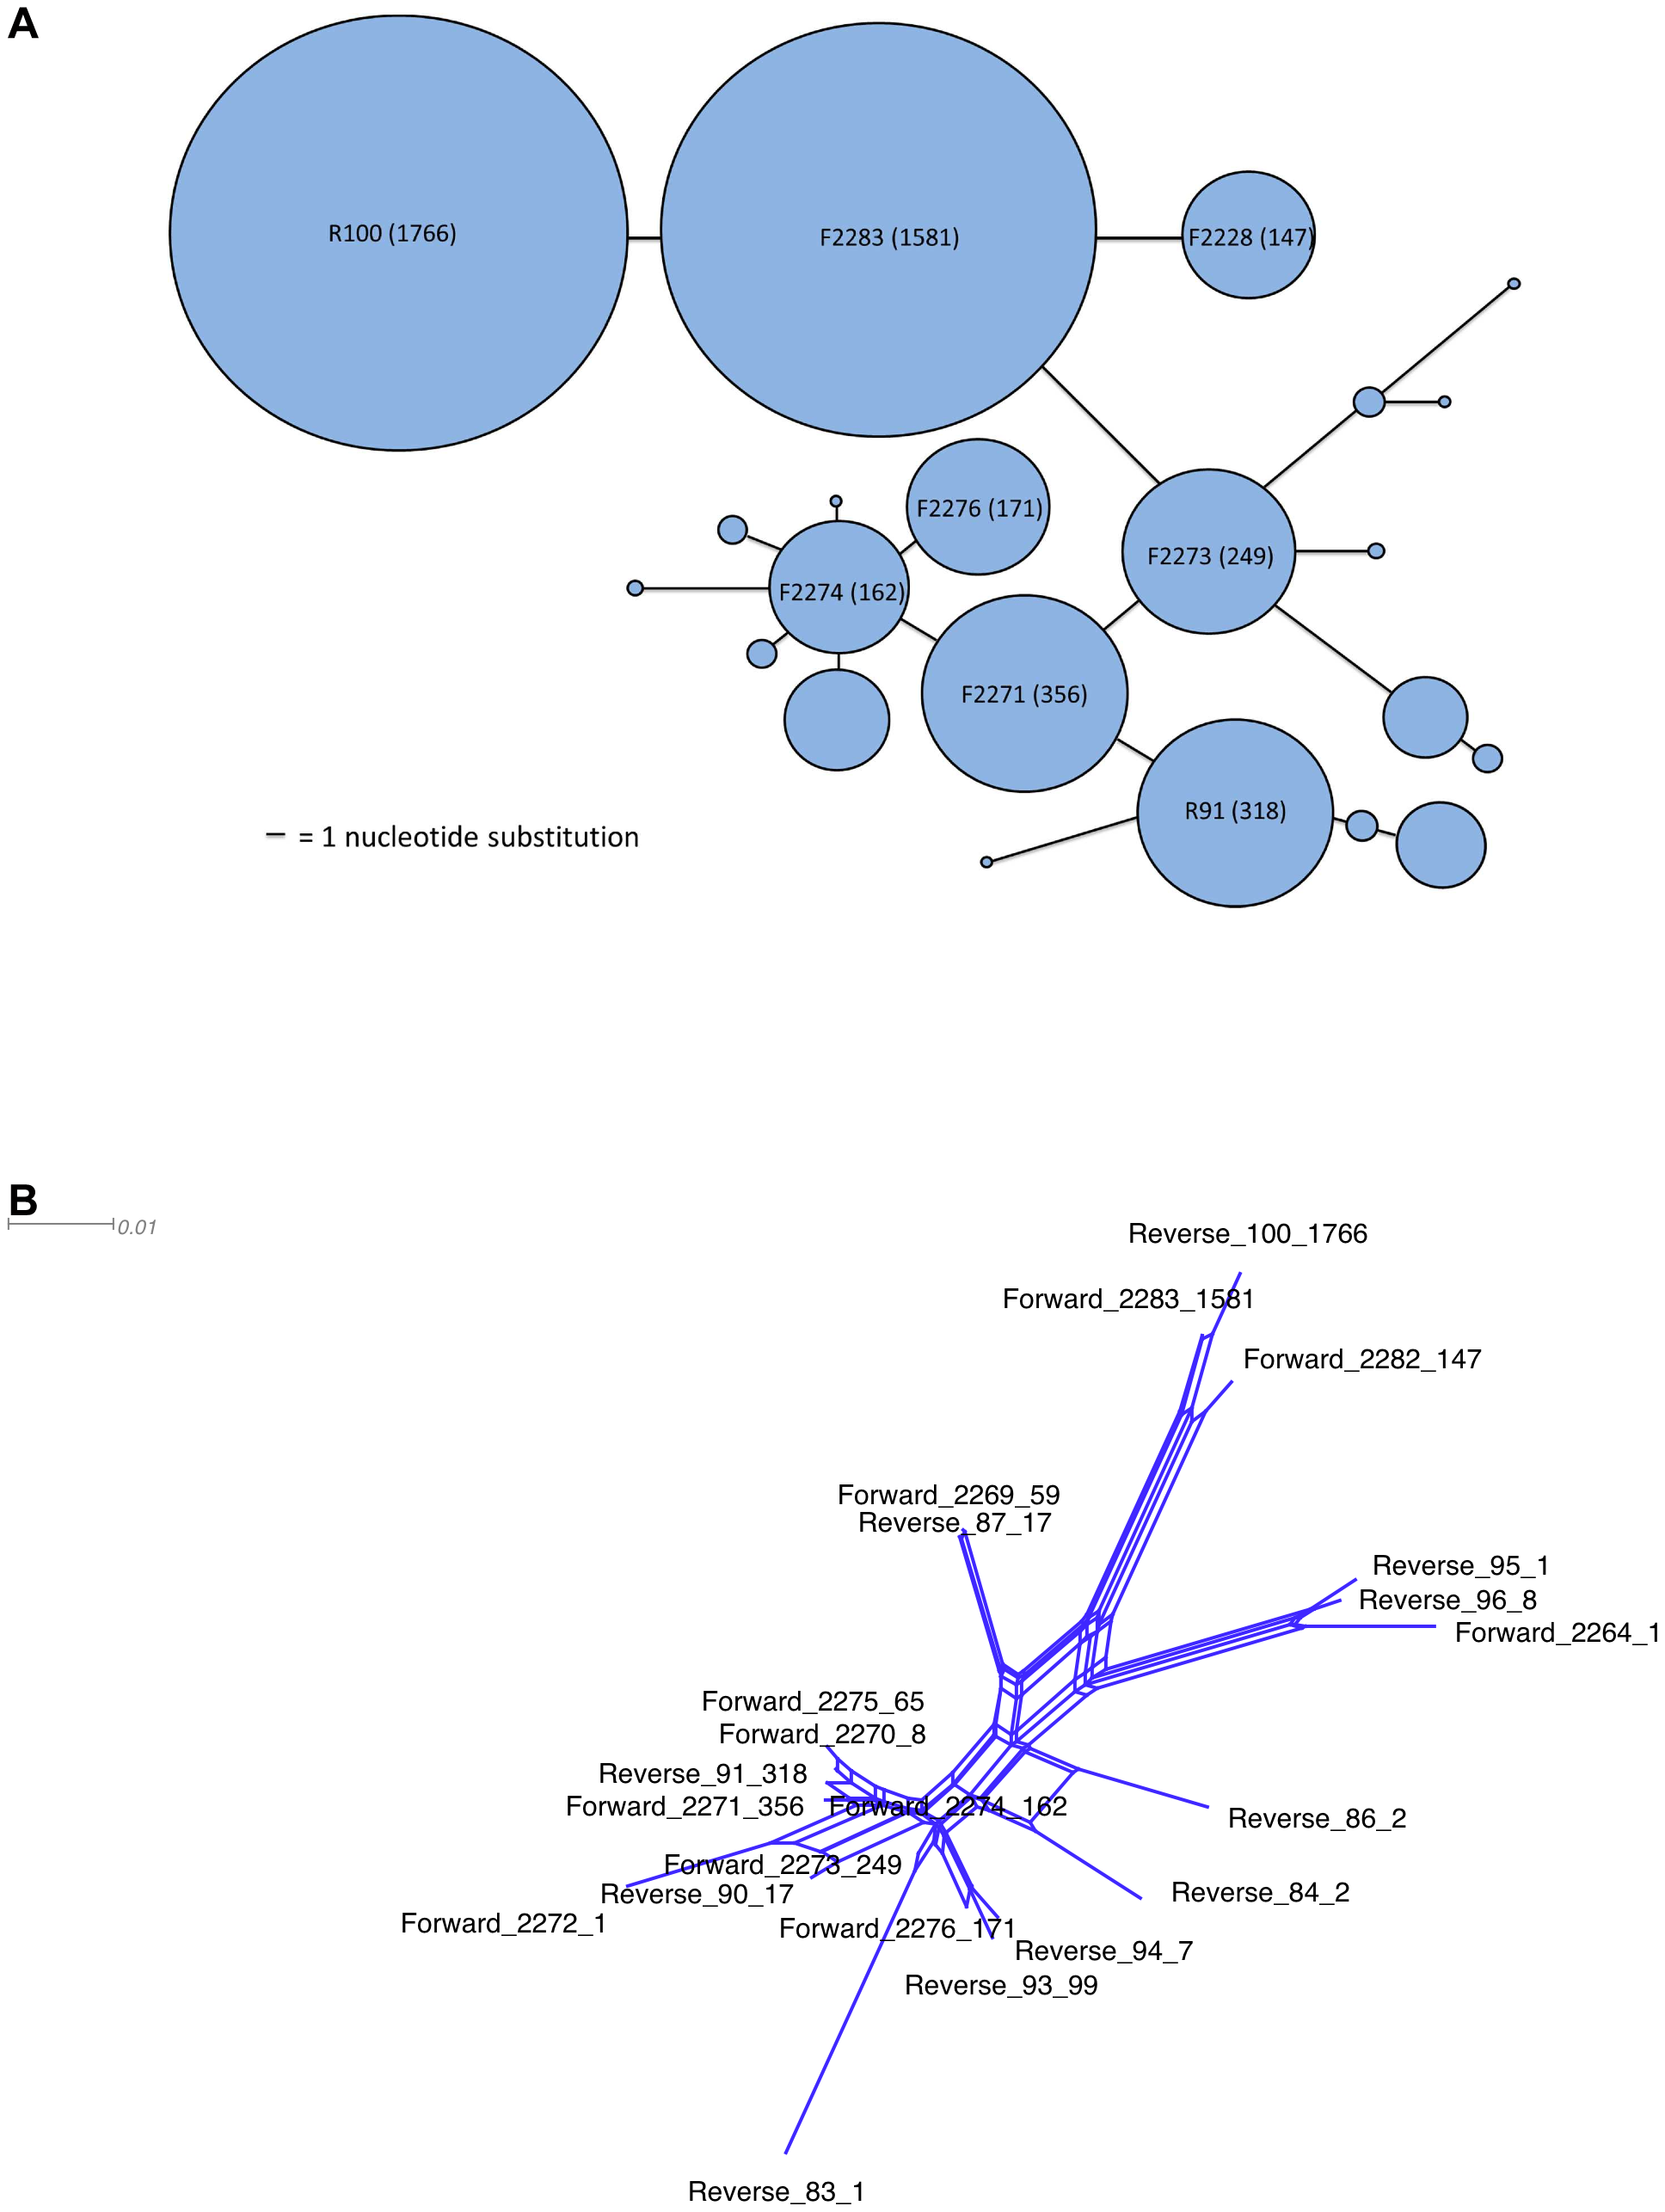 A
R100 (1766)
F2283 (1581)
F2228 (147)
F2276 (171)
F2273 (249)
F2274 (162)
F2271 (356)
R91 (318)
– = 1 nucleotide substitution
B
0.01
Reverse_100_1766
Forward_2283_1581
Forward_2282_147
Forward_2269_59
Reverse_87_17
Reverse_95_1
Reverse_96_8
Forward_2264_1
Forward_2275_65
Forward_2270_8
Reverse_91_318
Forward_2271_356
Forward_2274_162
Reverse_86_2
Forward_2273_249
Reverse_90_17
Reverse_84_2
Forward_2272_1
Forward_2276_171
Reverse_94_7
Reverse_93_99
Reverse_83_1